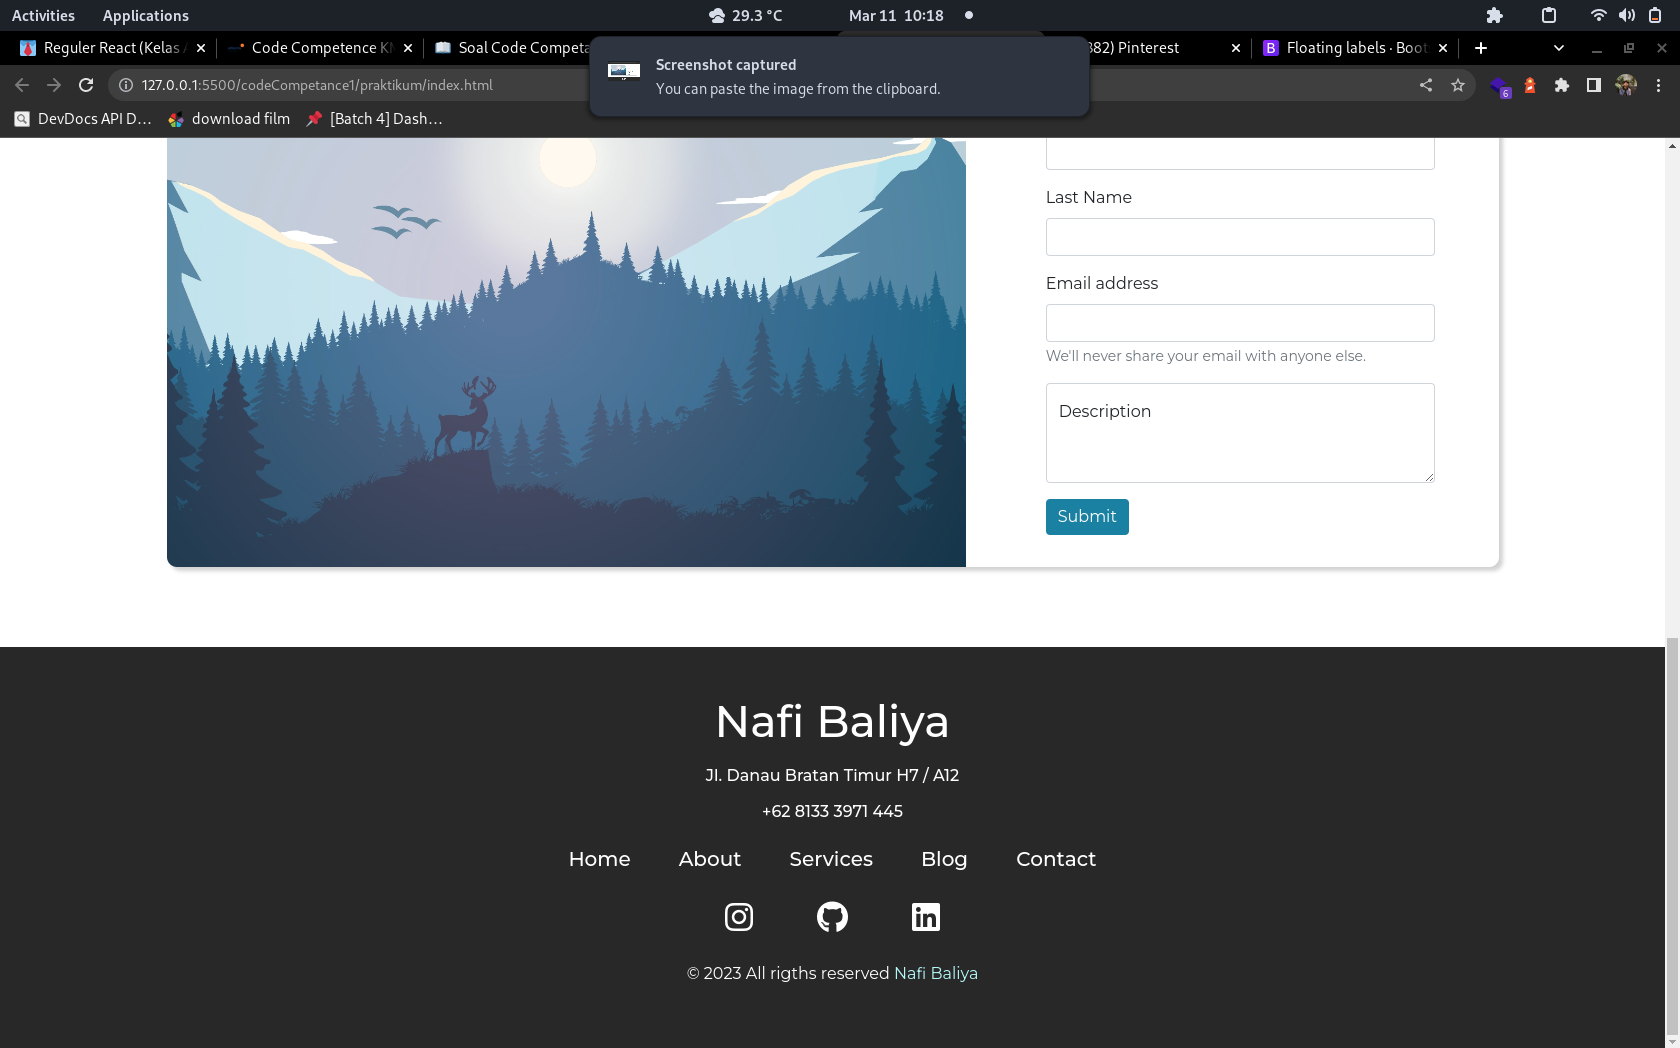 Activities Applications 29.3 °C Mar 11 10:18
Reguler React (Kelas Code Competence KM Soal Code Competa 382) Pinterest Floating labels · Boot
Screenshot captured
You can paste the image from the clipboard.
127.0.0.1:5500/codeCompetance1/praktikum/index.html
6
DevDocs API D... download film [Batch 4] Dash...
Last Name
Email address
We'll never share your email with anyone else.
Description
Submit
Nafi Baliya
Jl. Danau Bratan Timur H7 / A12
+62 8133 3971 445
Home About Services Blog Contact
© 2023 All rigths reserved Nafi Baliya